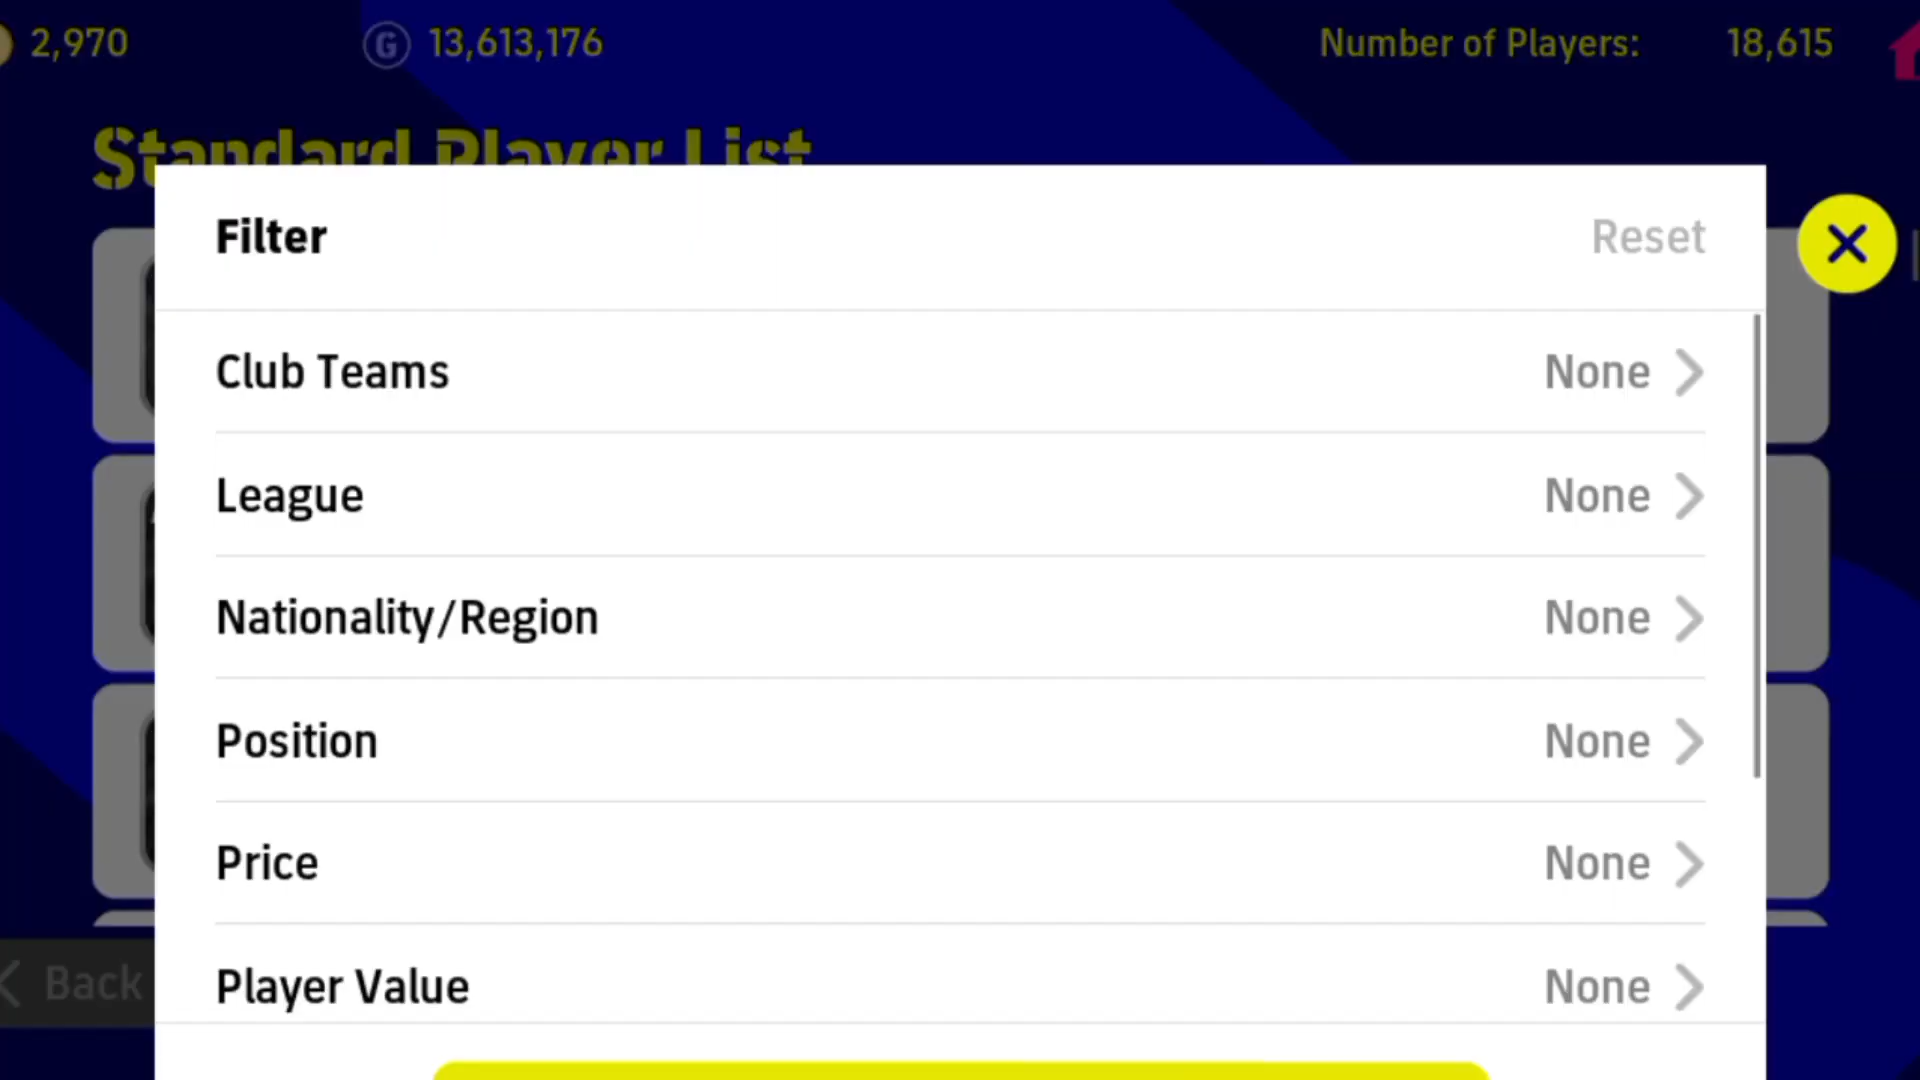 2,970
G 13,613,176
Number of Players: 18,615
Standard Player List
Filter
Reset
Club Teams
None
League
None
Nationality/Region
None
Position
None
Price
None
Player Value
None
Back